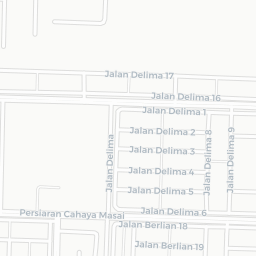 Jalan Delima 17
Jalan Delima 16
Jalan Delima 1
Jalan Delima 2
Jalan Delima 3
Jalan Delima 4
Jalan Delima 5
Jalan Delima 6
Jalan Delima
Jalan Delima 8
Jalan Delima 9
Persiaran Cahaya Masai
Jalan Berlian 18
Jalan Berlian 19